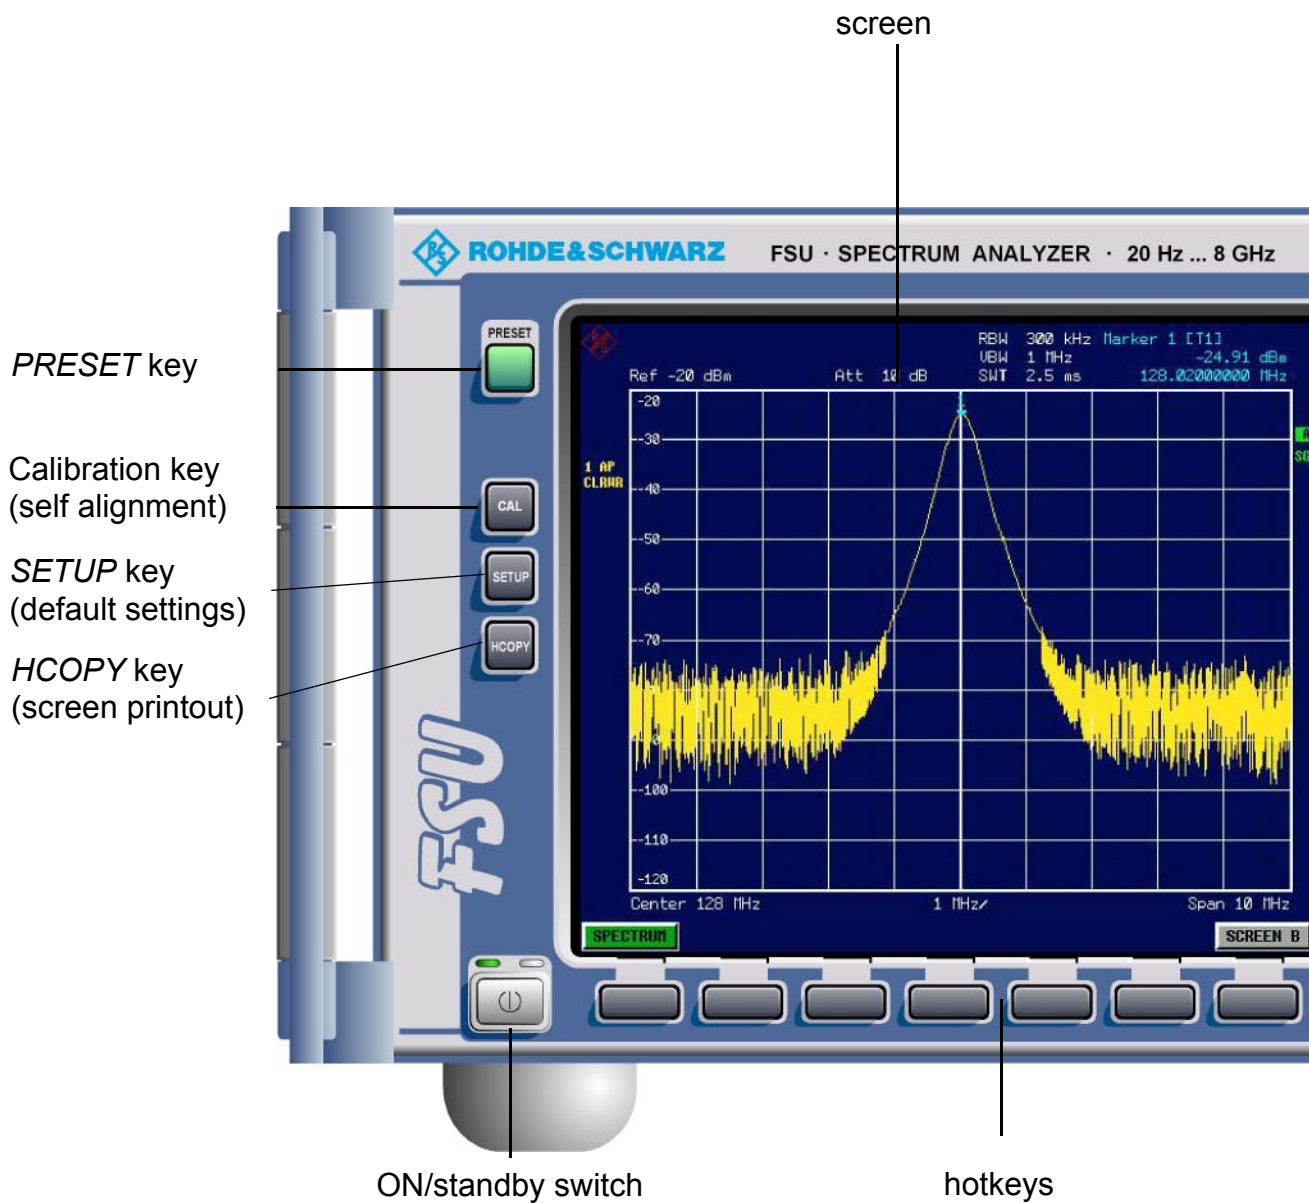 screen
ROHDE&SCHWARZ FSU · SPECTRUM ANALYZER · 20 Hz ... 8 GHz
PRESET
PRESET key
RBW 300 kHz Marker 1 [T1]
VBW 1 MHz -24.91 dBm
Ref -20 dBm Att 10 dB SWT 2.5 ms 128.02000000 MHz
-20
-30
A
SG
1 AP
CLRWR
-40
Calibration key
(self alignment)
CAL
-50
SETUP key
(default settings)
SETUP
-60
HCOPY key
(screen printout)
HCOPY
-70
-100
-110
-120
FSU
Center 128 MHz 1 MHz/ Span 10 MHz
SPECTRUM SCREEN B
ON/standby switch
hotkeys